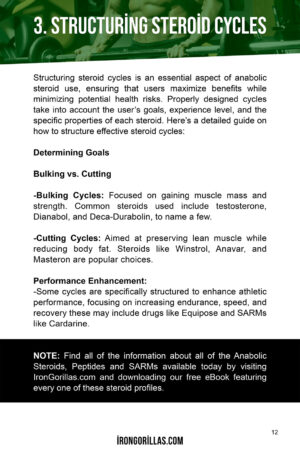 3. STRUCTURİNG STEROİD CYCLES
Structuring steroid cycles is an essential aspect of anabolic
steroid use, ensuring that users maximize benefits while
minimizing potential health risks. Properly designed cycles
take into account the user's goals, experience level, and the
specific properties of each steroid. Here's a detailed guide on
how to structure effective steroid cycles:
Determining Goals
Bulking vs. Cutting
-Bulking Cycles: Focused on gaining muscle mass and
strength. Common steroids used include testosterone,
Dianabol, and Deca-Durabolin, to name a few.
-Cutting Cycles: Aimed at preserving lean muscle while
reducing body fat. Steroids like Winstrol, Anavar, and
Masteron are popular choices.
Performance Enhancement:
-Some cycles are specifically structured to enhance athletic
performance, focusing on increasing endurance, speed, and
recovery these may include drugs like Equipose and SARMs
like Cardarine.
NOTE: Find all of the information about all of the Anabolic
Steroids, Peptides and SARMs available today by visiting
IronGorillas.com and downloading our free eBook featuring
every one of these steroid profiles.
12
İRONGORİLLAS.COM